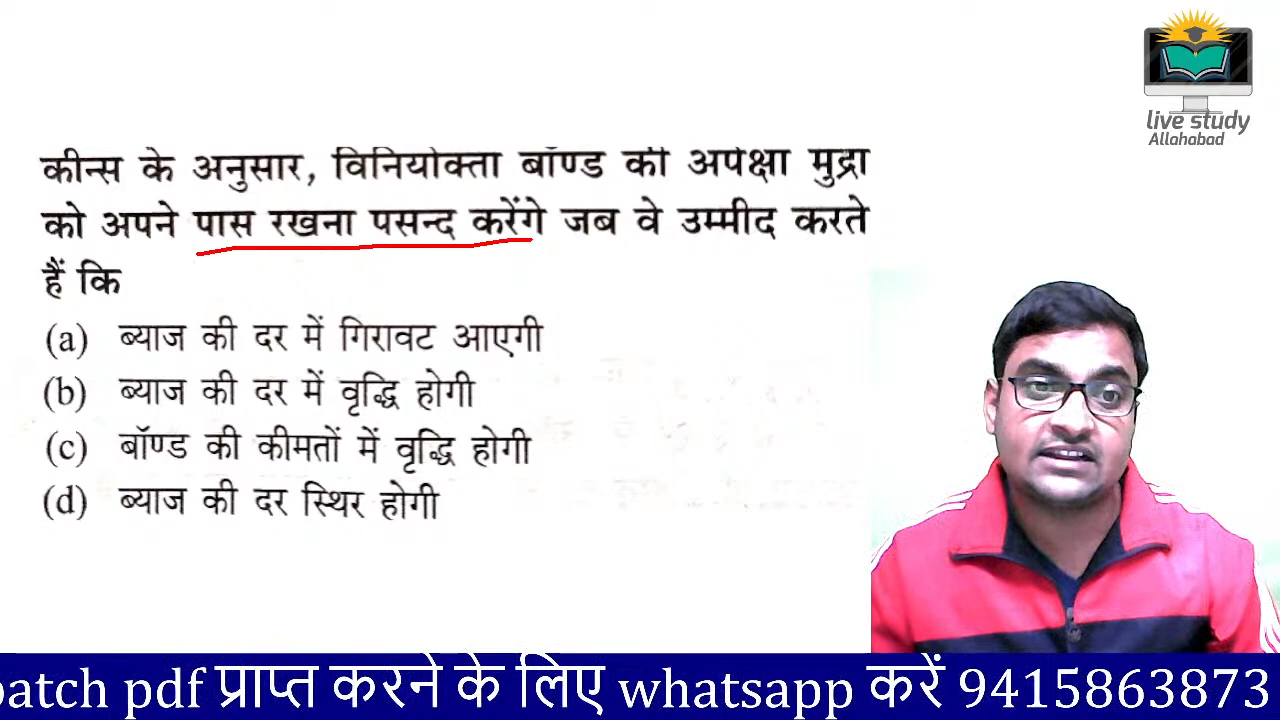 live study
Allahabad
कीन्स के अनुसार, विनियोक्ता बॉण्ड की अपेक्षा मुद्रा
को अपने पास रखना पसन्द करेंगे जब वे उम्मीद करते
हैं कि
(a) ब्याज की दर में गिरावट आएगी
(b) ब्याज की दर में वृद्धि होगी
(c) बॉण्ड की कीमतों में वृद्धि होगी
(d) ब्याज की दर स्थिर होगी
patch pdf प्राप्त करने के लिए whatsapp करें 9415863873